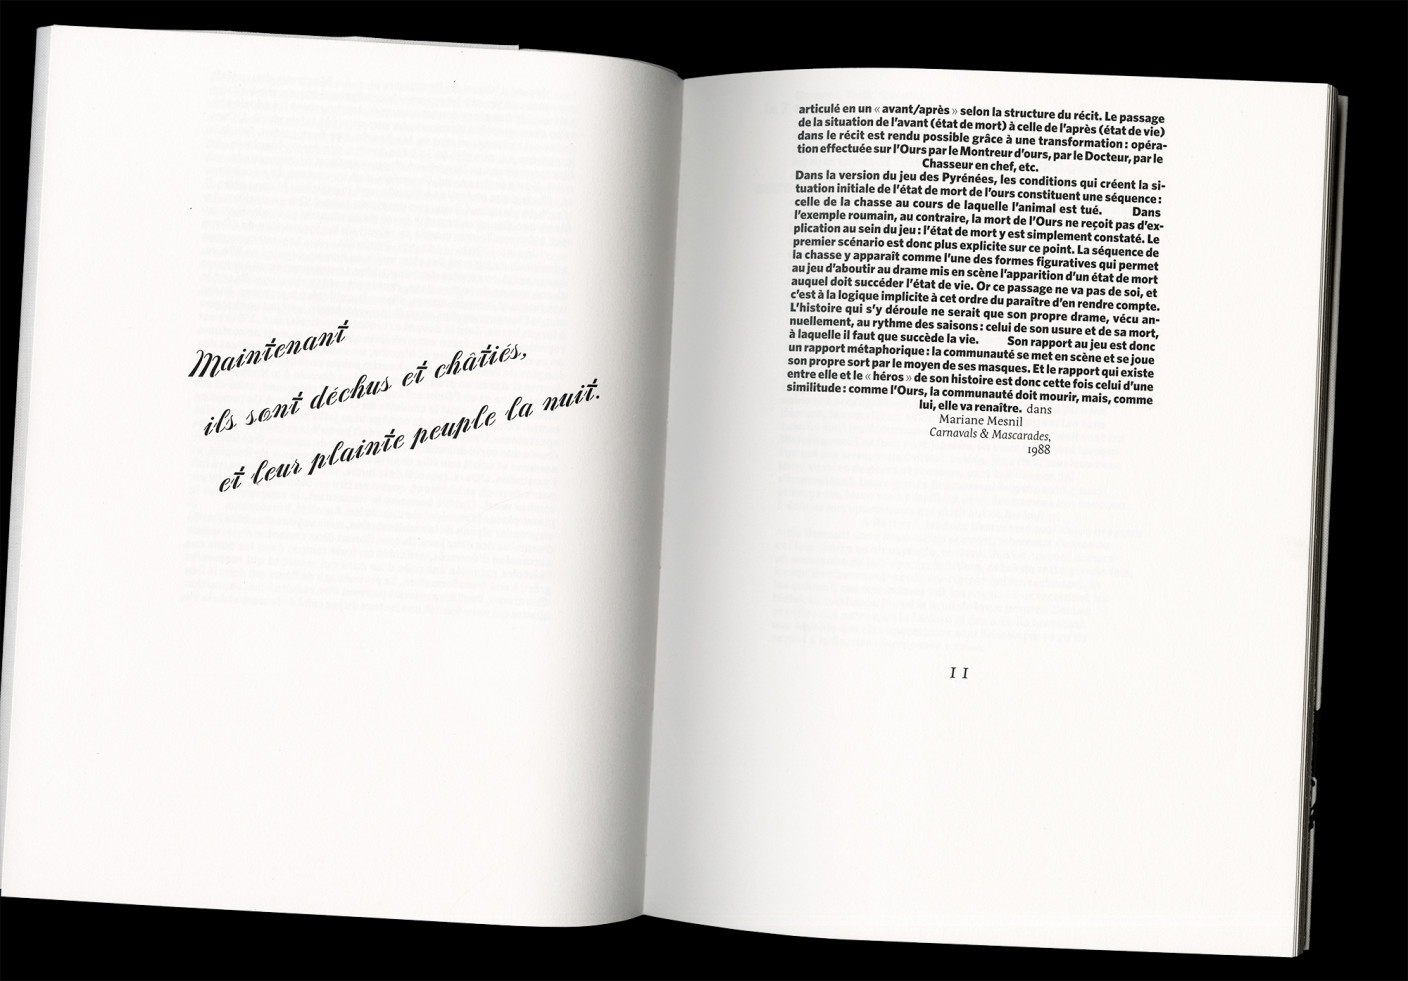 Maintenant
ils sont déchus et châtiés,
et leur plainte peuple la nuit.
articulé en un « avant/après » selon la structure du récit. Le passage
de la situation de l’avant (état de mort) à celle de l’après (état de vie)
dans le récit est rendu possible grâce à une transformation : opéra-
tion effectuée sur l’Ours par le Montreur d’ours, par le Docteur, par le
Chasseur en chef, etc.
Dans la version du jeu des Pyrénées, les conditions qui créent la si-
tuation initiale de l’état de mort de l’ours constituent une séquence :
celle de la chasse au cours de laquelle l’animal est tué. Dans
l’exemple roumain, au contraire, la mort de l’Ours ne reçoit pas d’ex-
plication au sein du jeu : l’état de mort y est simplement constaté. Le
premier scénario est donc plus explicite sur ce point. La séquence de
la chasse y apparaît comme l’une des formes figuratives qui permet
au jeu d’aboutir au drame mis en scène l’apparition d’un état de mort
auquel doit succéder l’état de vie. Or ce passage ne va pas de soi, et
c’est à la logique implicite à cet ordre du paraître d’en rendre compte.
L’histoire qui s’y déroule ne serait que son propre drame, vécu an-
nuellement, au rythme des saisons : celui de son usure et de sa mort,
à laquelle il faut que succède la vie. Son rapport au jeu est donc
un rapport métaphorique : la communauté se met en scène et se joue
son propre sort par le moyen de ses masques. Et le rapport qui existe
entre elle et le « héros » de son histoire est donc cette fois celui d’une
similitude : comme l’Ours, la communauté doit mourir, mais, comme
lui, elle va renaître. dans
Mariane Mesnil
Carnavals & Mascarades,
1988
11